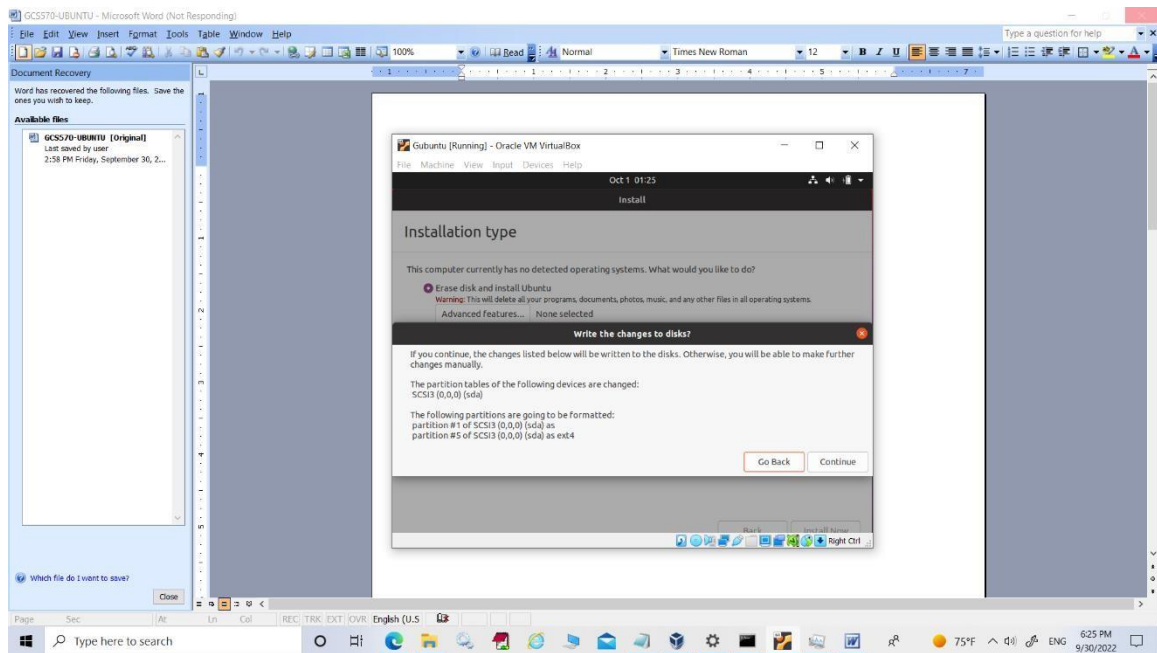 GCS570-UBUNTU - Microsoft Word (Not Responding)
File Edit View Insert Format Tools Table Window Help
Type a question for help
100% Read Normal Times New Roman 12 B I U
Document Recovery
Word has recovered the following files. Save the
ones you wish to keep.
Available files
GCS570-UBUNTU [Original]
Last saved by user
2:58 PM Friday, September 30, 2...
Which file do I want to save?
Close
1 1 2 3 4 5 7
Gubuntu [Running] - Oracle VM VirtualBox
File Machine View Input Devices Help
Oct 1 01:25
Install
Installation type
This computer currently has no detected operating systems. What would you like to do?
Erase disk and install Ubuntu
Warning: This will delete all your programs, documents, photos, music, and any other files in all operating systems.
Advanced features... None selected
Write the changes to disks?
If you continue, the changes listed below will be written to the disks. Otherwise, you will be able to make further
changes manually.
The partition tables of the following devices are changed:
SCSI3 (0,0,0) (sda)
The following partitions are going to be formatted:
partition #1 of SCSI3 (0,0,0) (sda) as
partition #5 of SCSI3 (0,0,0) (sda) as ext4
Go Back Continue
Back Install Now
Right Ctrl
Page Sec At Ln Col REC TRK EXT OVR English (U.S
Type here to search
75°F ENG 6:25 PM
9/30/2022